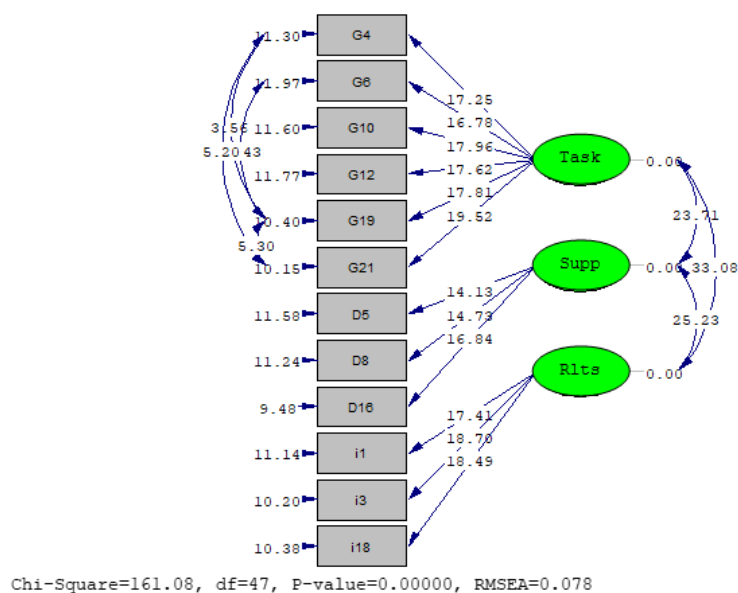 11.30 G4
11.97 G6
17.25
16.78
3.56 11.60 G10
17.96 Task 0.00
5.20 43
11.77 G12
17.62
17.81
10.40 G19
19.52
23.71
5.30
10.15 G21
Supp 0.00 33.08
14.13
11.58 D5
14.73
25.23
16.84
11.24 D8
Rlts 0.00
9.48 D16
17.41
11.14 i1
18.70
18.49
10.20 i3
10.38 i18
Chi-Square=161.08, df=47, P-value=0.00000, RMSEA=0.078